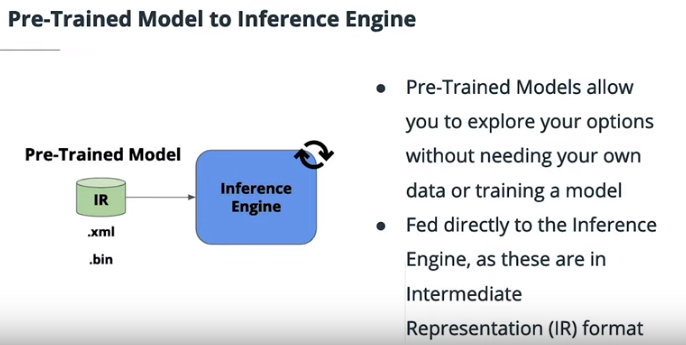 Pre-Trained Model to Inference Engine
Pre-Trained Model
IR
.xml
.bin
Inference
Engine
● Pre-Trained Models allow
you to explore your options
without needing your own
data or training a model
● Fed directly to the Inference
Engine, as these are in
Intermediate
Representation (IR) format